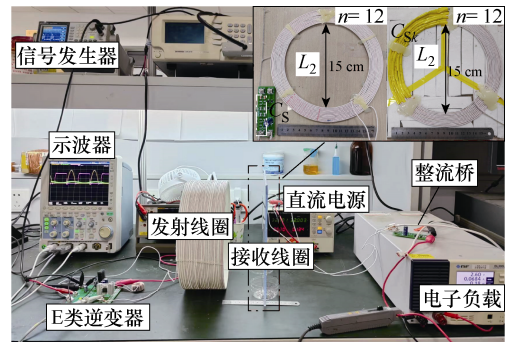 信号发生器
n=12
L2
15 cm
CS
n=12
CSk
L2
15 cm
示波器
整流桥
直流电源
发射线圈
接收线圈
电子负载
E类逆变器